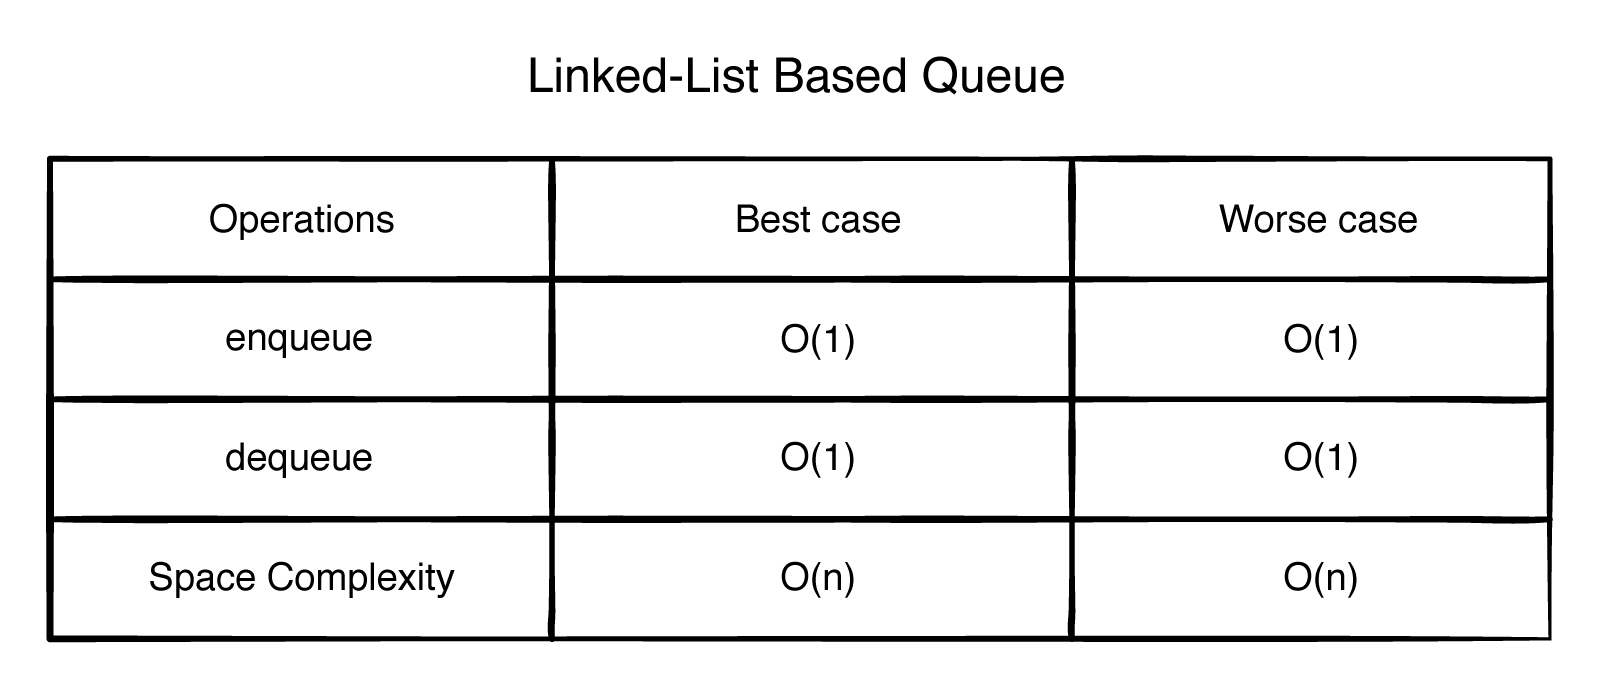 Linked-List Based Queue
Operations Best case Worse case
enqueue O(1) O(1)
dequeue O(1) O(1)
Space Complexity O(n) O(n)